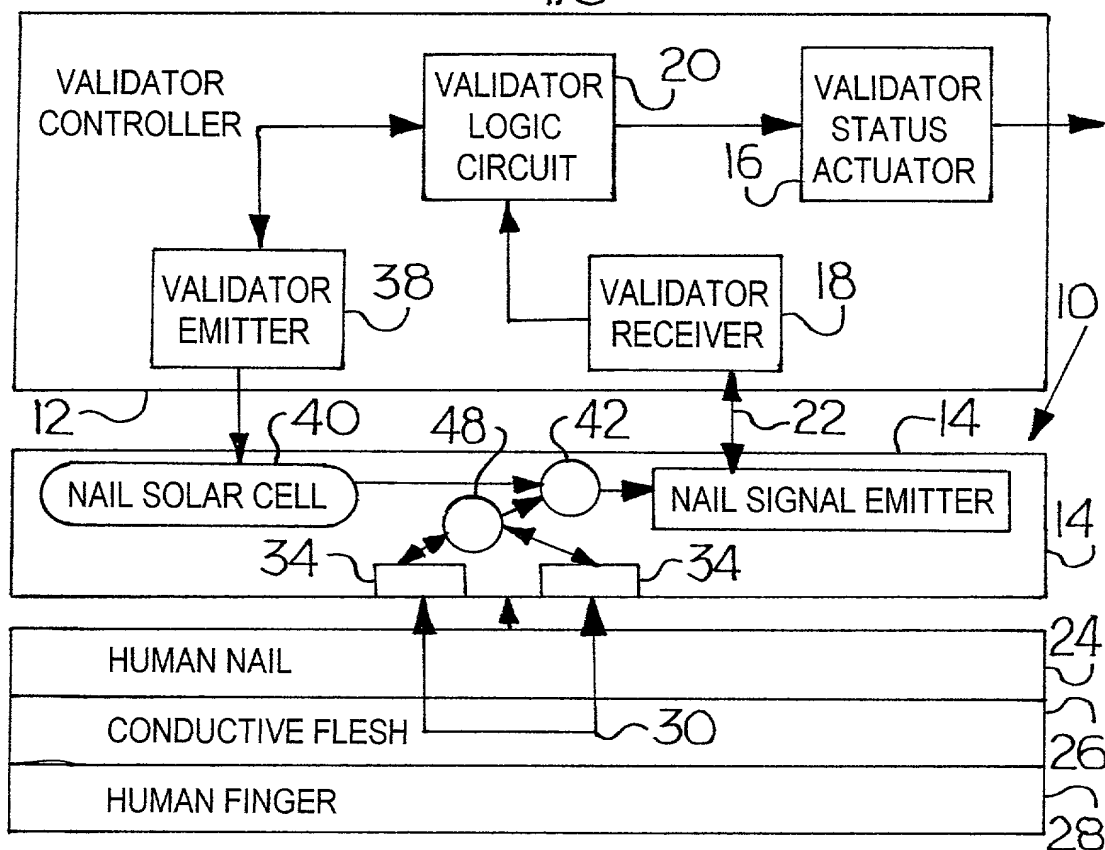 VALIDATOR
CONTROLLER
VALIDATOR
LOGIC
CIRCUIT
20
VALIDATOR
STATUS
ACTUATOR
16
VALIDATOR
EMITTER
38
VALIDATOR
RECEIVER
18
10
12
40
48
42
22
14
NAIL SOLAR CELL
NAIL SIGNAL EMITTER
14
34
34
HUMAN NAIL
24
CONDUCTIVE FLESH
30
26
HUMAN FINGER
28